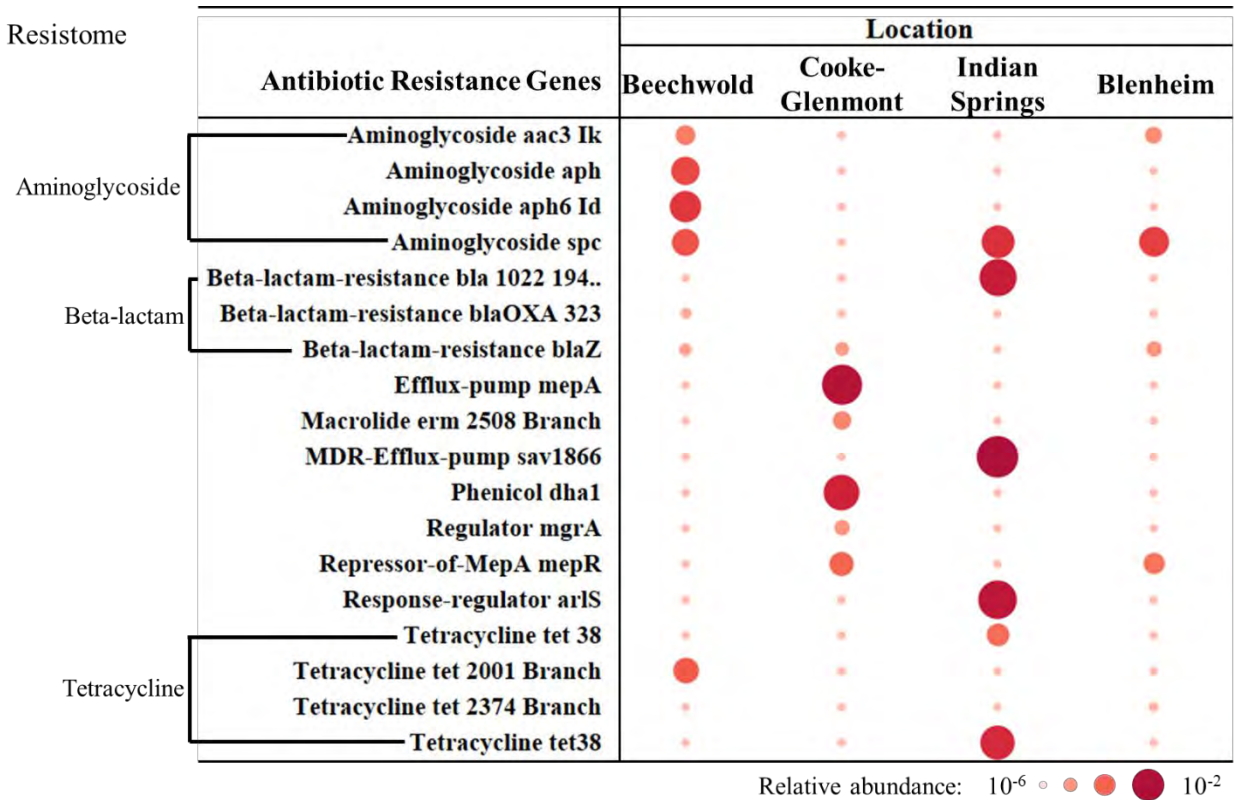 Resistome
Location
Antibiotic Resistance Genes Beechwold Cooke-Glenmont Indian Springs Blenheim
Aminoglycoside
Aminoglycoside aac3 Ik
Aminoglycoside aph
Aminoglycoside aph6 Id
Aminoglycoside spc
Beta-lactam
Beta-lactam-resistance bla 1022 194..
Beta-lactam-resistance blaOXA 323
Beta-lactam-resistance blaZ
Efflux-pump mepA
Macrolide erm 2508 Branch
MDR-Efflux-pump sav1866
Phenicol dha1
Regulator mgrA
Repressor-of-MepA mepR
Response-regulator arlS
Tetracycline
Tetracycline tet 38
Tetracycline tet 2001 Branch
Tetracycline tet 2374 Branch
Tetracycline tet38
Relative abundance: 10-6 10-2